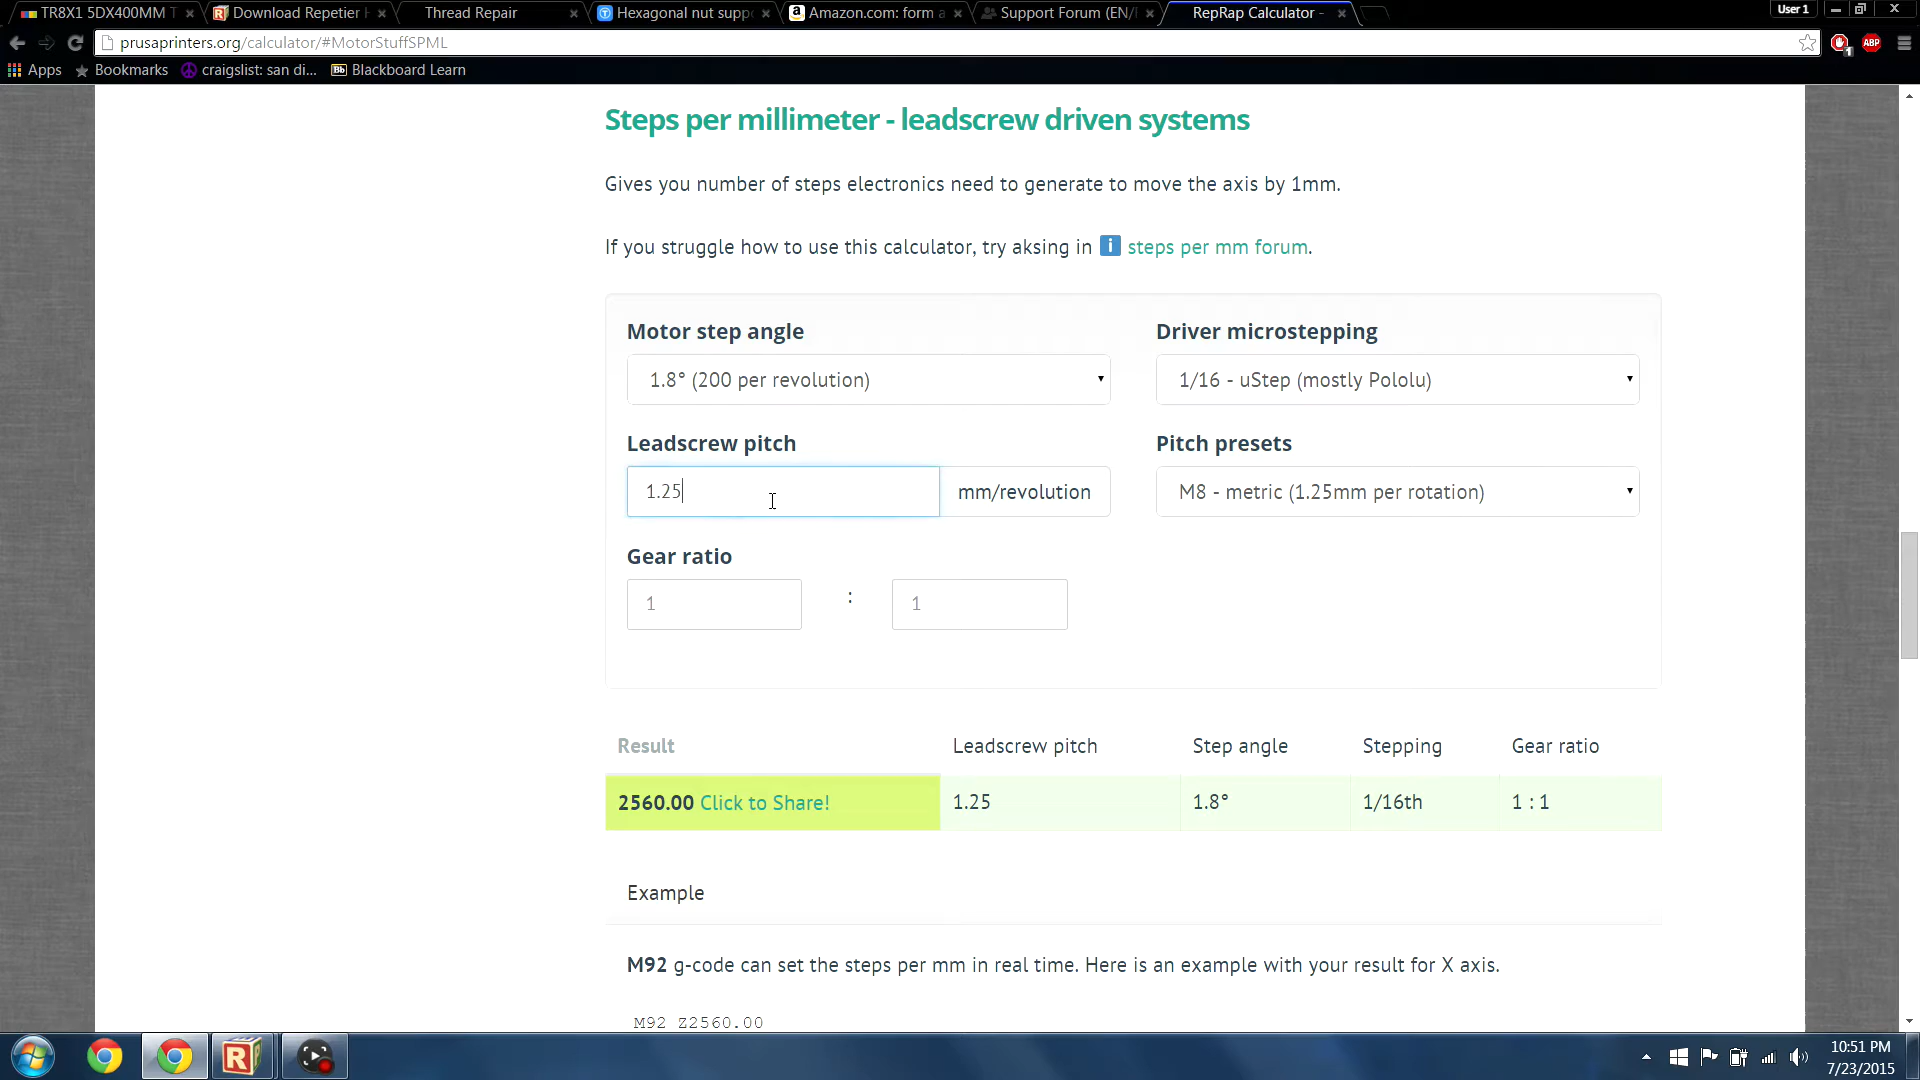 TR8X1 5DX400MM T
Download Repetier H
Thread Repair
Hexagonal nut supp
Amazon.com: form a
Support Forum (EN/
RepRap Calculator -
User 1
prusaprinters.org/calculator/#MotorStuffSPML
ABP
1
Apps
Bookmarks
craigslist: san di...
Bb Blackboard Learn
Steps per millimeter - leadscrew driven systems
Gives you number of steps electronics need to generate to move the axis by 1mm.
If you struggle how to use this calculator, try aksing in i steps per mm forum.
Motor step angle
Driver microstepping
1.8° (200 per revolution)
1/16 - uStep (mostly Pololu)
Leadscrew pitch
Pitch presets
1.25
mm/revolution
M8 - metric (1.25mm per rotation)
Gear ratio
1 : 1
Result Leadscrew pitch Step angle Stepping Gear ratio
2560.00 Click to Share! 1.25 1.8° 1/16th 1 : 1
Example
M92 g-code can set the steps per mm in real time. Here is an example with your result for X axis.
M92 Z2560.00
R
10:51 PM
7/23/2015